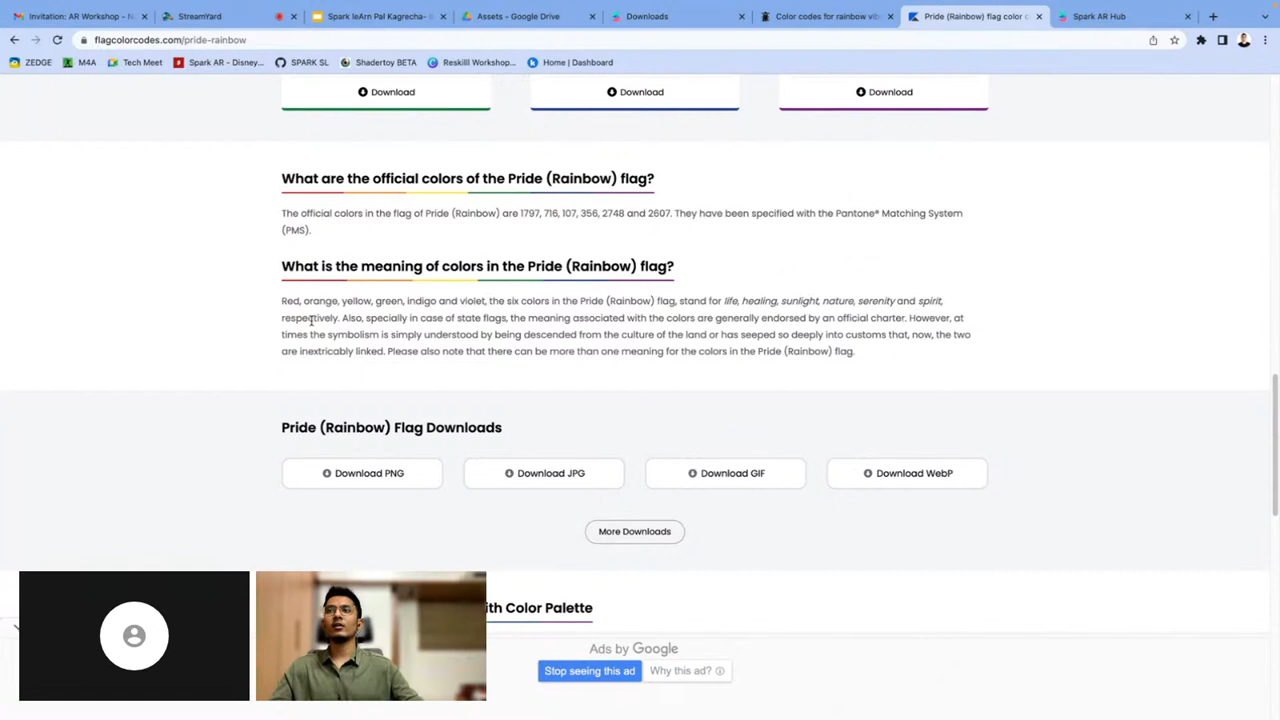 Invitation: AR Workshop - N
StreamYard
Spark leArn Pal Kagrecha-
Assets - Google Drive
Downloads
Color codes for rainbow vib
Pride (Rainbow) flag color c
Spark AR Hub
flagcolorcodes.com/pride-rainbow
ZEDGE
M4A
Tech Meet
Spark AR - Disney...
SPARK SL
Shadertoy BETA
Reskilll Workshop...
Home | Dashboard
Download
Download
Download
What are the official colors of the Pride (Rainbow) flag?
The official colors in the flag of Pride (Rainbow) are 1797, 716, 107, 356, 2748 and 2607. They have been specified with the Pantone® Matching System
(PMS).
What is the meaning of colors in the Pride (Rainbow) flag?
Red, orange, yellow, green, indigo and violet, the six colors in the Pride (Rainbow) flag, stand for life, healing, sunlight, nature, serenity and spirit,
respectively. Also, specially in case of state flags, the meaning associated with the colors are generally endorsed by an official charter. However, at
times the symbolism is simply understood by being descended from the culture of the land or has seeped so deeply into customs that, now, the two
are inextricably linked. Please also note that there can be more than one meaning for the colors in the Pride (Rainbow) flag.
Pride (Rainbow) Flag Downloads
Download PNG
Download JPG
Download GIF
Download WebP
More Downloads
ith Color Palette
Ads by Google
Stop seeing this ad
Why this ad?